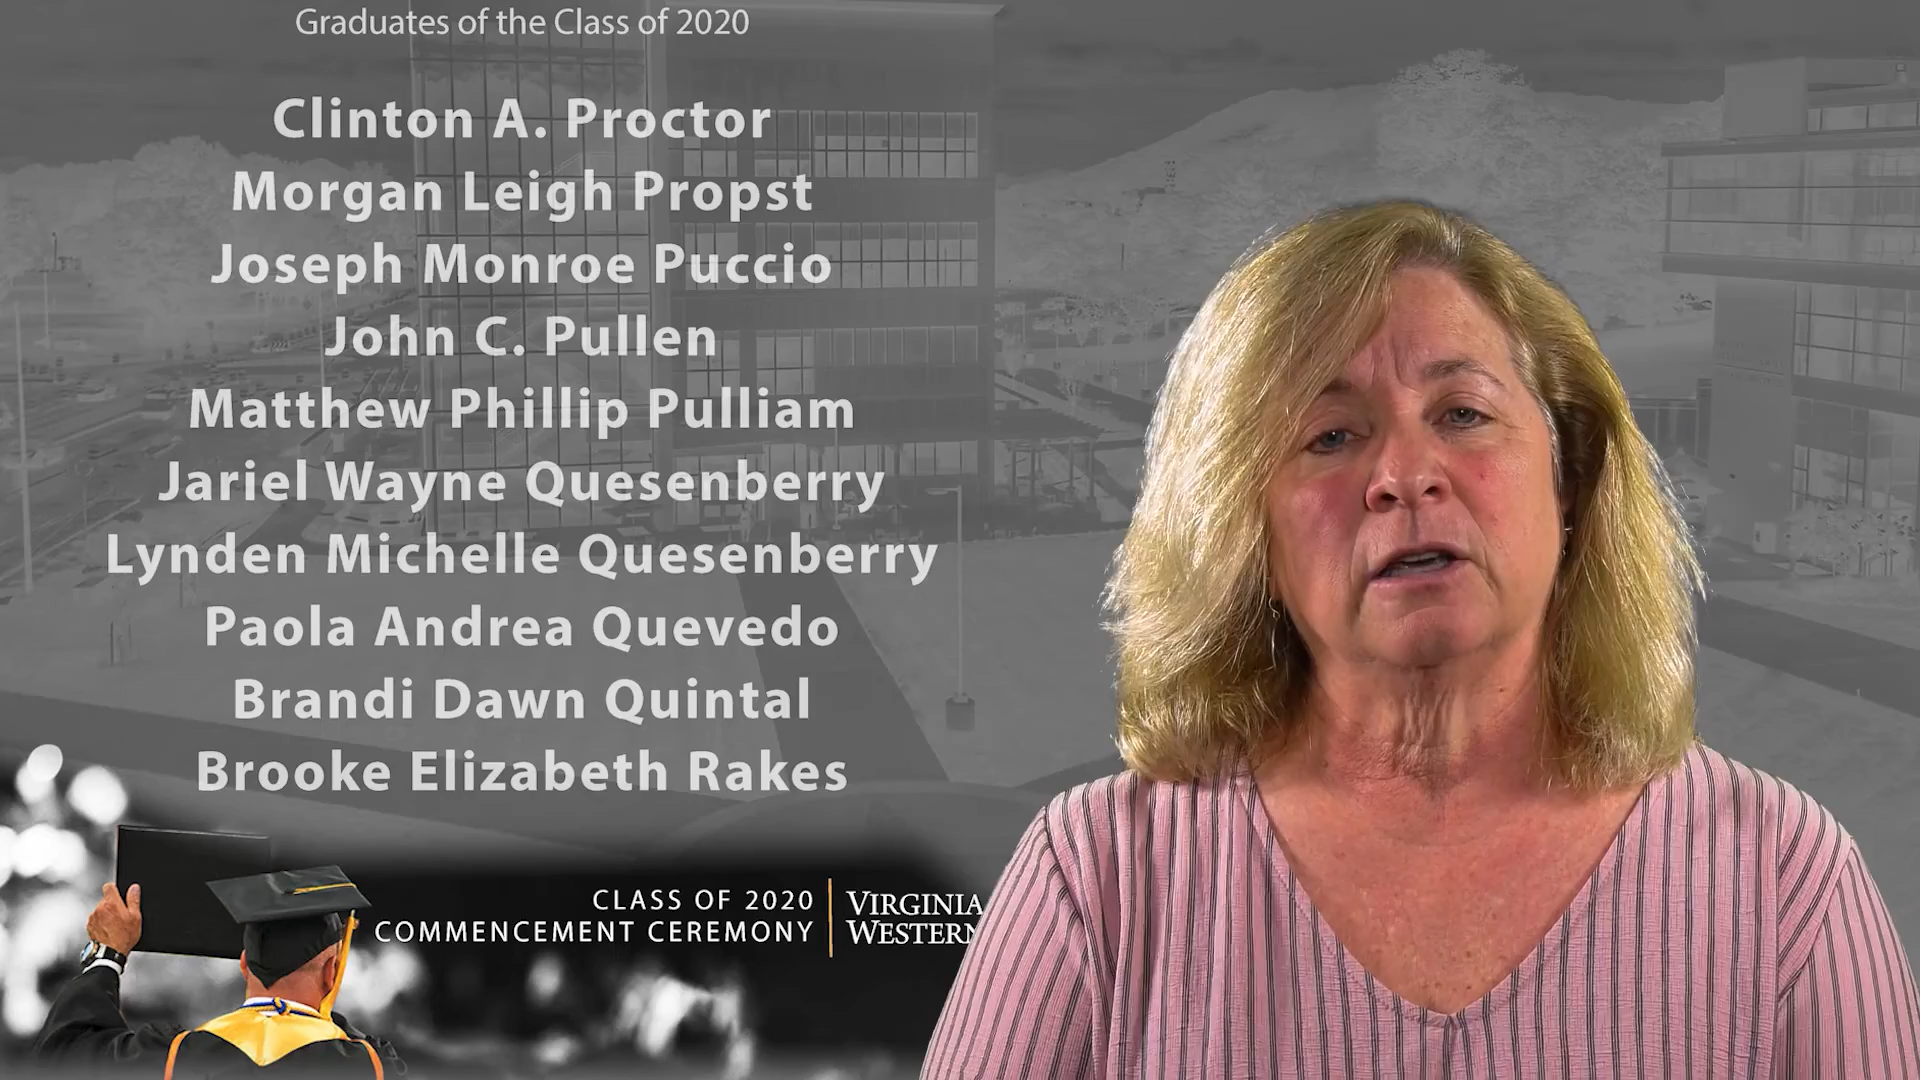 Graduates of the Class of 2020
Clinton A. Proctor
Morgan Leigh Propst
Joseph Monroe Puccio
John C. Pullen
Matthew Phillip Pulliam
Jariel Wayne Quesenberry
Lynden Michelle Quesenberry
Paola Andrea Quevedo
Brandi Dawn Quintal
Brooke Elizabeth Rakes
CLASS OF 2020
COMMENCEMENT CEREMONY
VIRGINIA
WESTERN